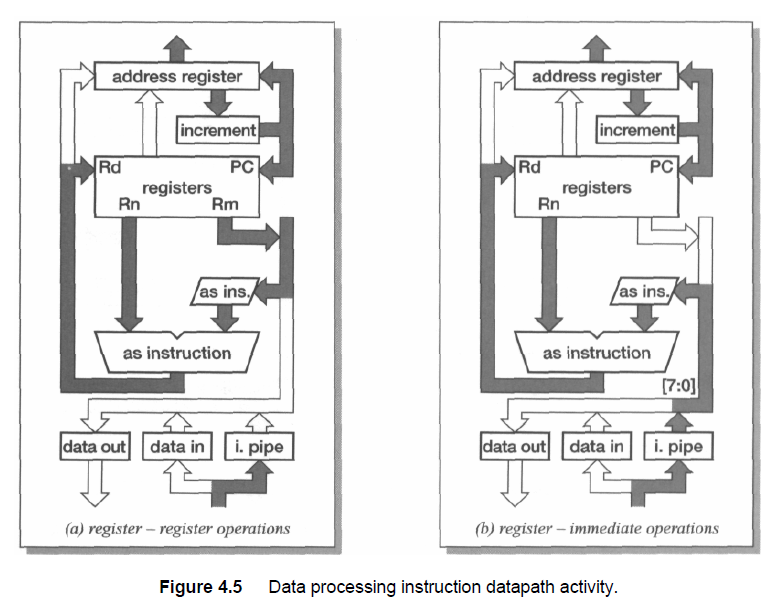 address register
increment
Rd PC
registers
Rn Rm
as ins.
as instruction
data out data in i. pipe
(a) register – register operations
address register
increment
Rd PC
registers
Rn
as ins.
as instruction
[7:0]
data out data in i. pipe
(b) register – immediate operations
Figure 4.5 Data processing instruction datapath activity.